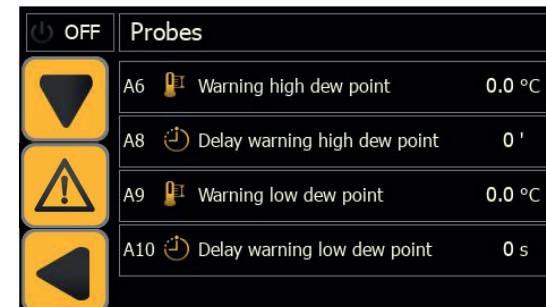 OFF Probes
A6 Warning high dew point 0.0 °C
A8 Delay warning high dew point 0 '
A9 Warning low dew point 0.0 °C
A10 Delay warning low dew point 0 s